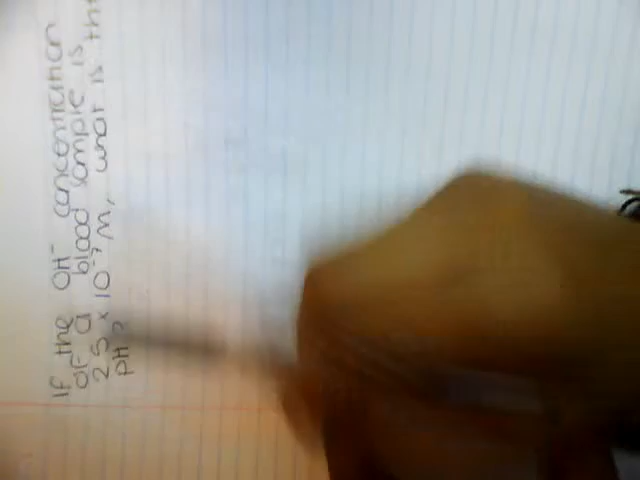 If the OH⁻ concentration
of a blood sample is
2.5 × 10⁻⁷ M, what is the
pH?